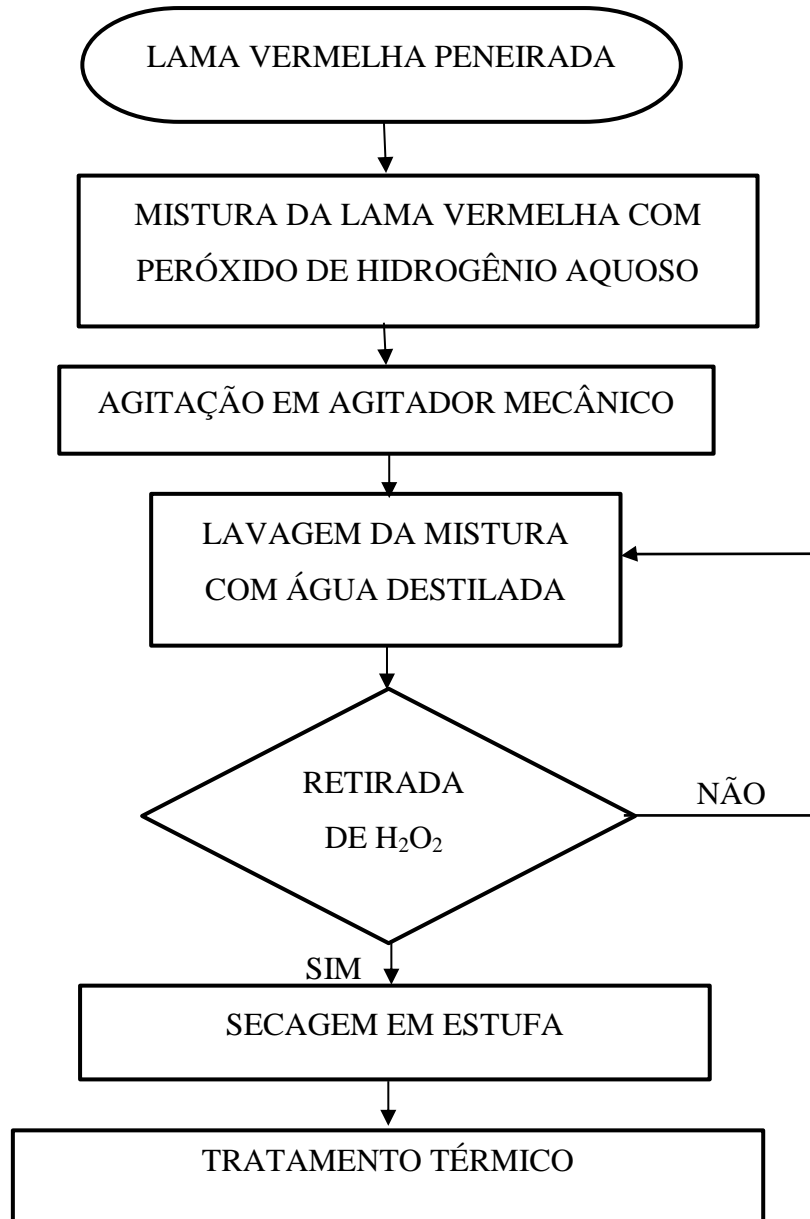 LAMA VERMELHA PENEIRADA
MISTURA DA LAMA VERMELHA COM
PERÓXIDO DE HIDROGÊNIO AQUOSO
AGITAÇÃO EM AGITADOR MECÂNICO
LAVAGEM DA MISTURA
COM ÁGUA DESTILADA
RETIRADA
DE H₂O₂
NÃO
SIM
SECAGEM EM ESTUFA
TRATAMENTO TÉRMICO